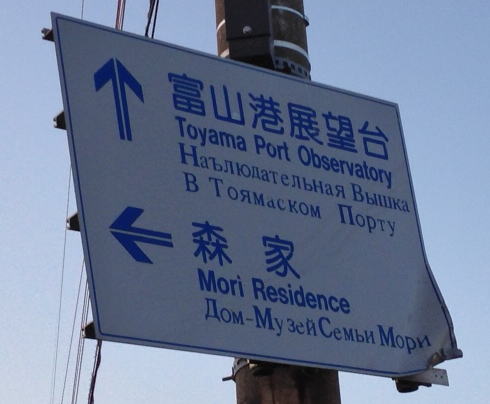 富山港展望台
Toyama Port Observatory
Наълюдательная Вышка
В Тоямаском Порту
森家
Mori Residence
Дом-Музей Семьи Мори